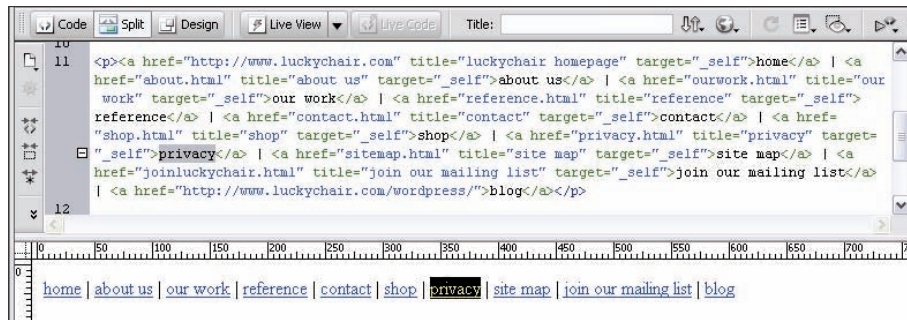 Code Split Design Live View Live Code Title:
10
11 <p><a href="http://www.luckychair.com" title="luckychair homepage" target="_self">home</a> | <a
href="about.html" title="about us" target="_self">about us</a> | <a href="ourwork.html" title="our
work" target="_self">our work</a> | <a href="reference.html" title="reference" target="_self">
reference</a> | <a href="contact.html" title="contact" target="_self">contact</a> | <a href=
"shop.html" title="shop" target="_self">shop</a> | <a href="privacy.html" title="privacy" target=
"_self">privacy</a> | <a href="sitemap.html" title="site map" target="_self">site map</a> | <a
href="joinluckychair.html" title="join our mailing list" target="_self">join our mailing list</a>
| <a href="http://www.luckychair.com/wordpress/">blog</a></p>
12
0 50 100 150 200 250 300 350 400 450 500 550 600 650 700
0
home | about us | our work | reference | contact | shop | privacy | site map | join our mailing list | blog